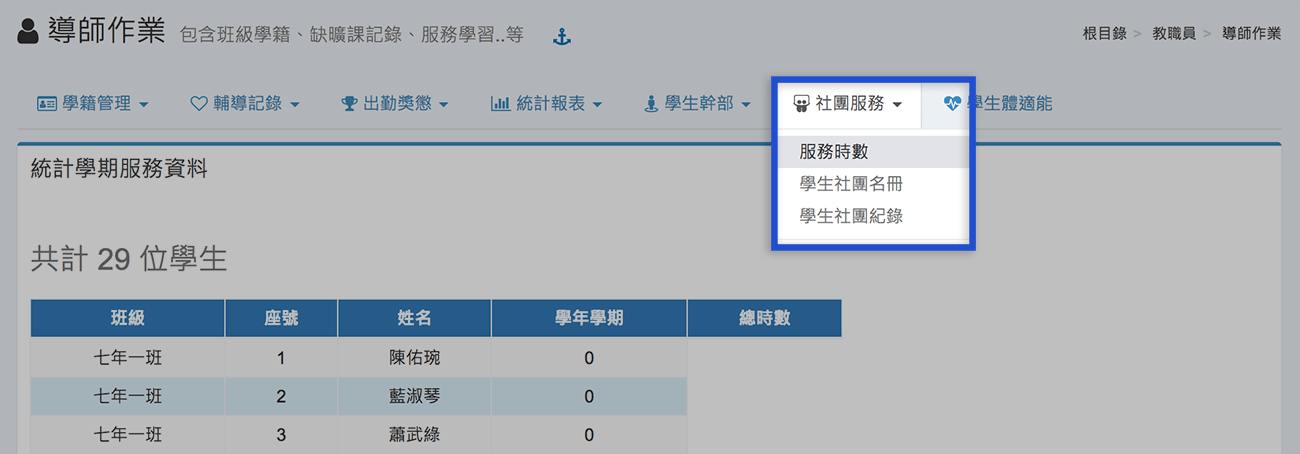 導師作業 包含班級學籍、缺曠課記錄、服務學習..等
根目錄 > 教職員 > 導師作業
學籍管理 輔導記錄 出勤獎懲 統計報表 學生幹部 社團服務 學生體適能
服務時數
學生社團名冊
學生社團紀錄
統計學期服務資料
共計 29 位學生
班級 座號 姓名 學年學期 總時數
七年一班 1 陳佑琬 0
七年一班 2 藍淑琴 0
七年一班 3 蕭武綠 0